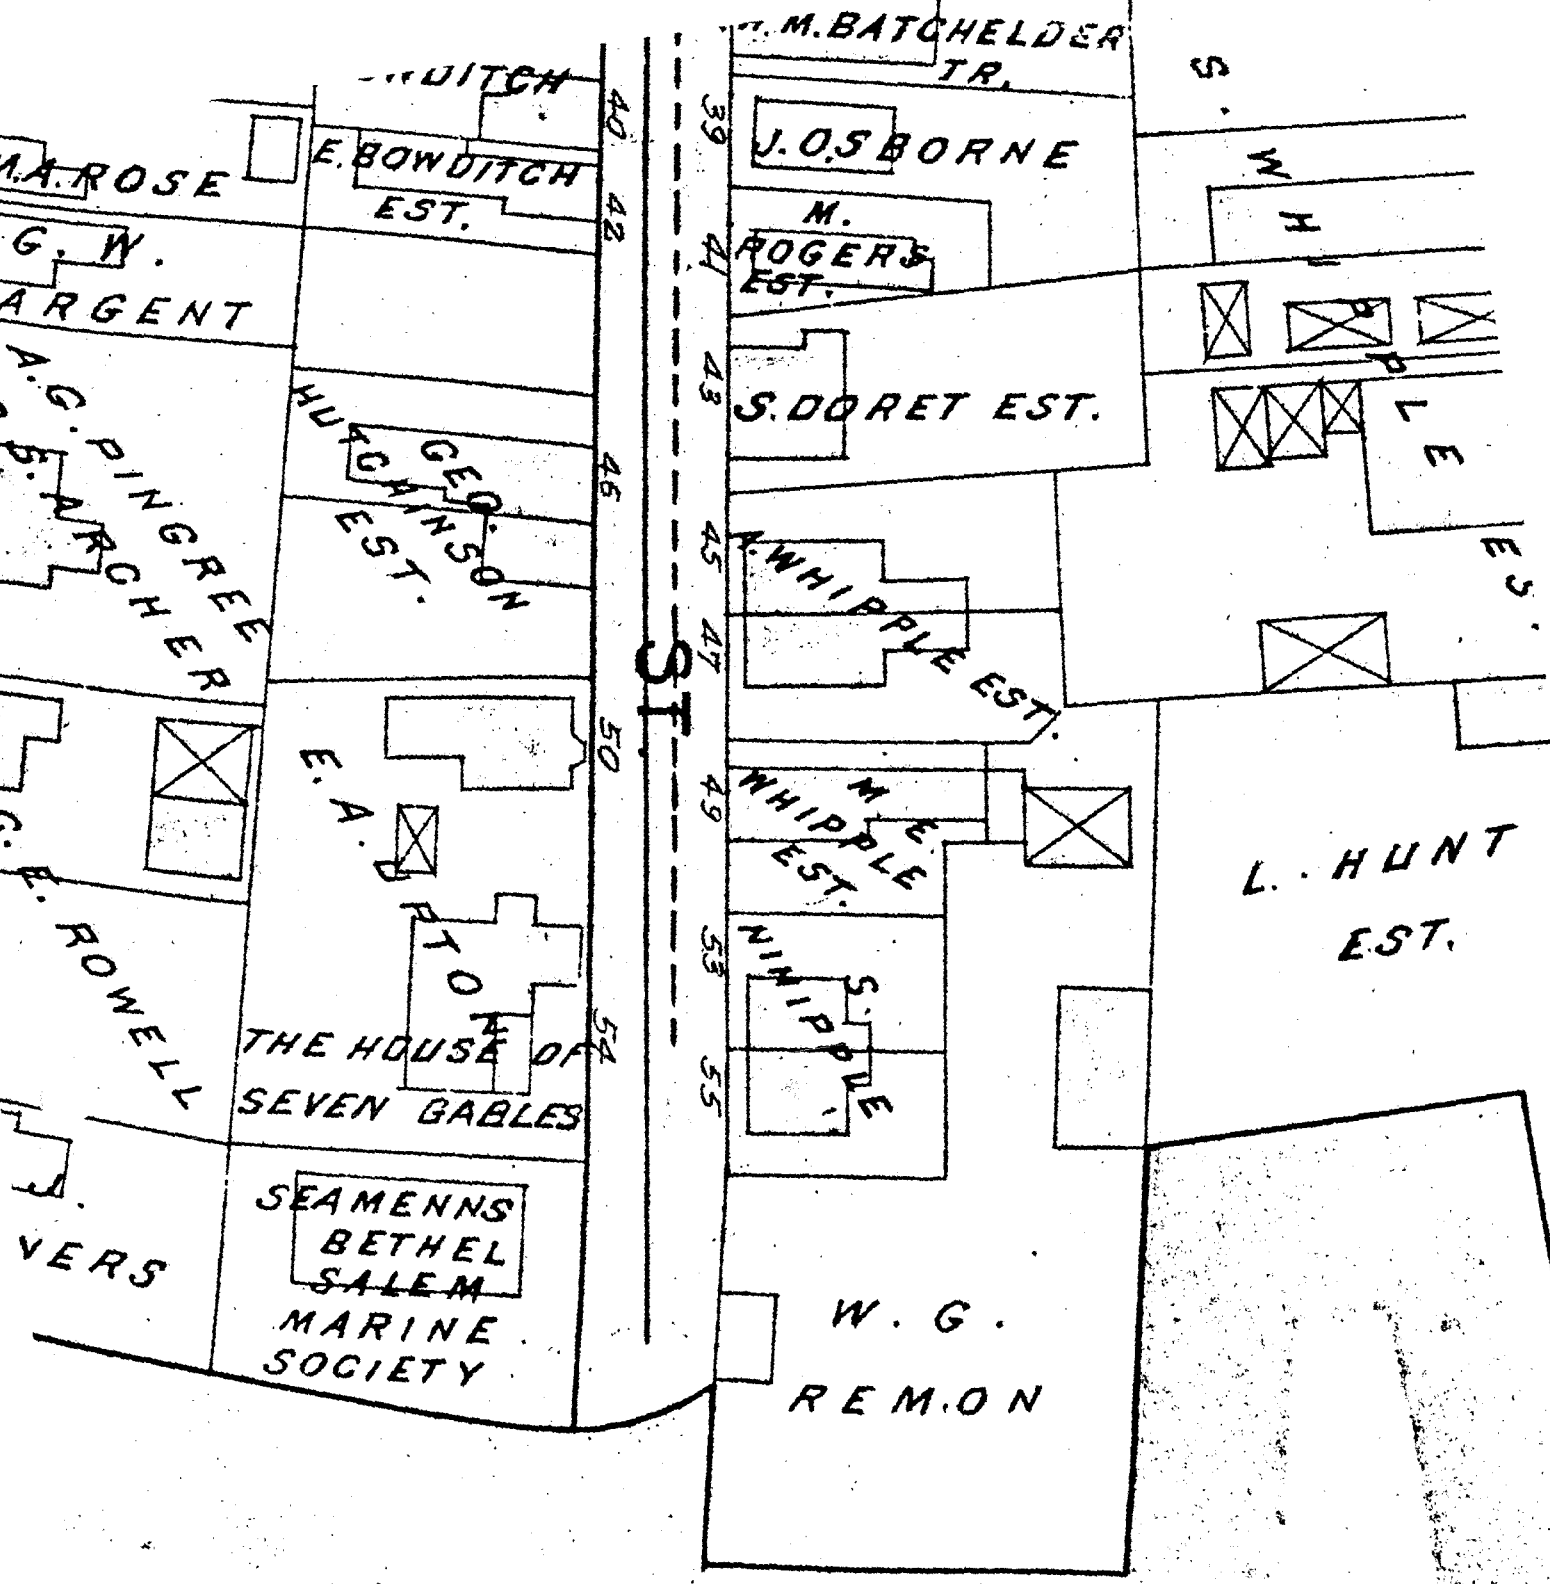 M. BATCHELDER
TR.
DITCH
40
39
J. OSBORNE
M.A. ROSE
E. BOWDITCH
EST.
42
G. W.
ARGENT
M.
ROGERS
EST.
41
S. WHIPPLE
ES.
A.G. PINGREE
E. ARCHER
GEO.
HUTCHINSON
EST.
46
43
S. DORET EST.
45
47
A. WHIPPLE EST.
ST.
50
49
M. E.
WHIPPLE
EST.
L. HUNT
EST.
G. E. ROWELL
E. A. UPTON
THE HOUSE OF
SEVEN GABLES
54
53
55
S.
WHIPPLE
J.
VERS
SEAMENNS
BETHEL
SALEM
MARINE
SOCIETY
W. G.
REMON